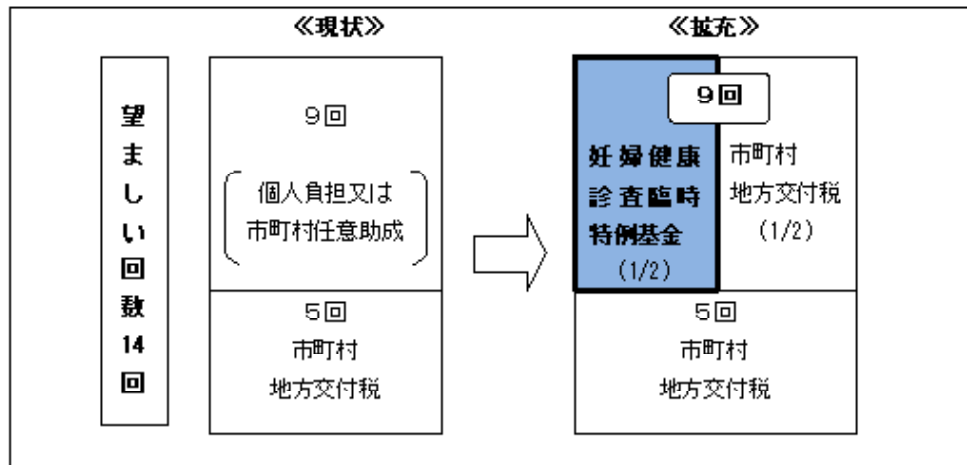 ≪現状≫
≪拡充≫
望ましい回数14回
9回
個人負担又は
市町村任意助成
5回
市町村
地方交付税
9回
妊婦健康
診査臨時
特例基金
(1/2)
市町村
地方交付税
(1/2)
5回
市町村
地方交付税